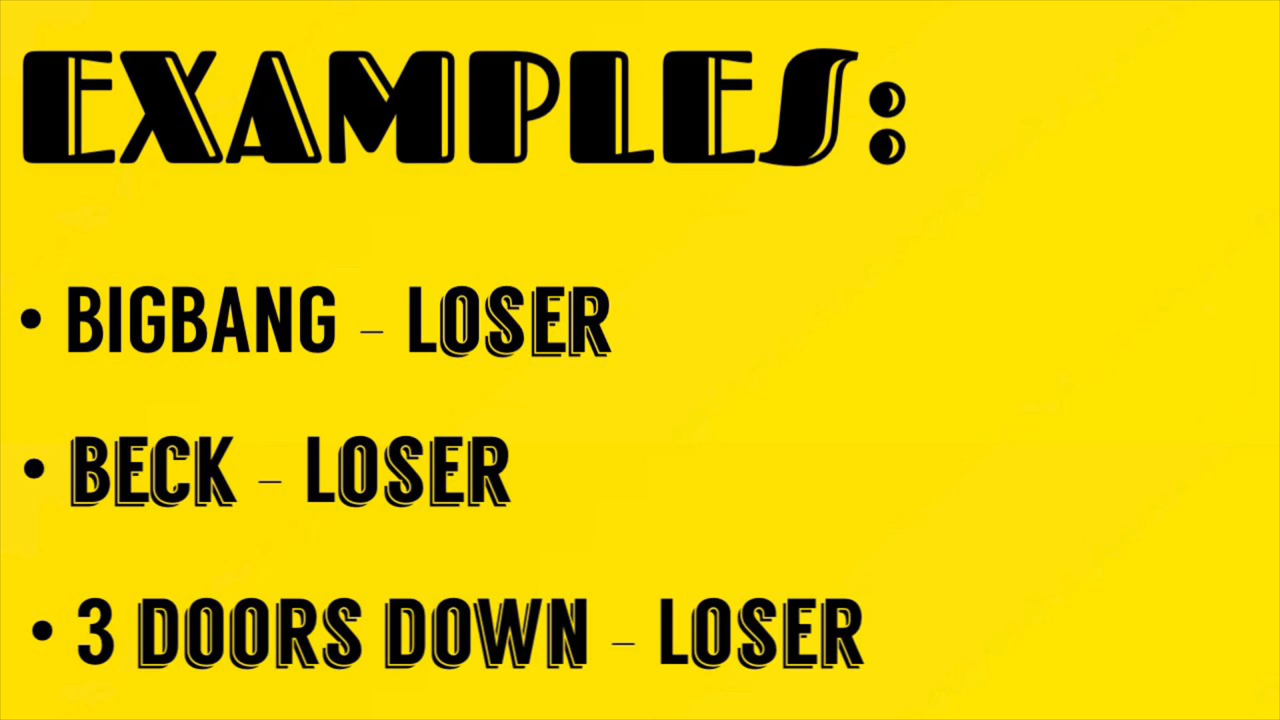 EXAMPLES:
• BIGBANG – LOSER
• BECK – LOSER
• 3 DOORS DOWN – LOSER